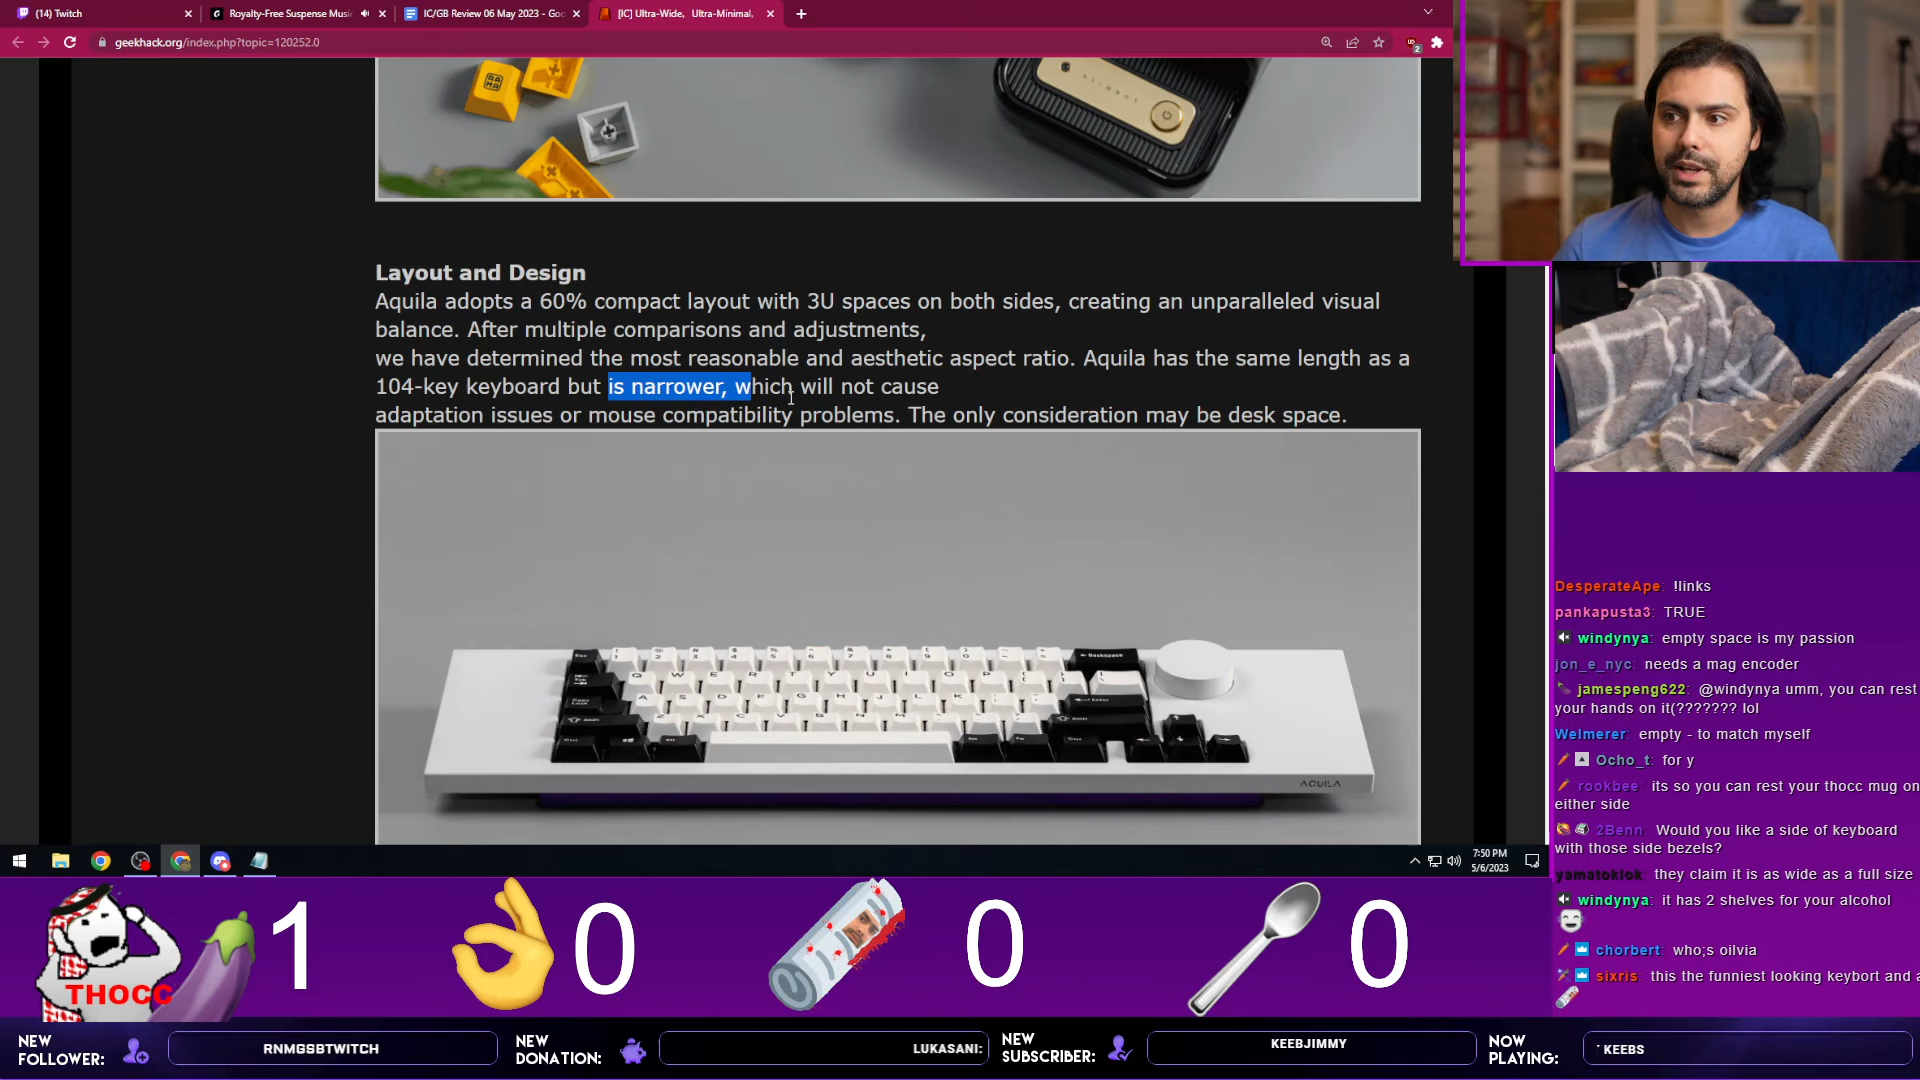 (14) Twitch
Royalty-Free Suspense Music
IC/GB Review 06 May 2023 - Goo
[IC] Ultra-Wide, Ultra-Minimal,
geekhack.org/index.php?topic=120252.0
Layout and Design
Aquila adopts a 60% compact layout with 3U spaces on both sides, creating an unparalleled visual
balance. After multiple comparisons and adjustments,
we have determined the most reasonable and aesthetic aspect ratio. Aquila has the same length as a
104-key keyboard but is narrower, which will not cause
adaptation issues or mouse compatibility problems. The only consideration may be desk space.
Backspace
Q W E R T Y U I O P
A S D F G H J K L
Enter
Z X C V B N M
AQUILA
7:50 PM
5/6/2023
DesperateApe: !links
pankapusta3: TRUE
windynya: empty space is my passion
jon_e_nyc: needs a mag encoder
jamespeng622: @windynya umm, you can rest
your hands on it(??????? lol
Welmerer: empty - to match myself
Ocho_t: for y
rookbee: its so you can rest your thocc mug on
either side
2Benn: Would you like a side of keyboard
with those side bezels?
yamatokiok: they claim it is as wide as a full size
windynya: it has 2 shelves for your alcohol
chorbert: who;s oilvia
sixris: this the funniest looking keybort and a
THOCC
1
0
0
0
NEW
FOLLOWER:
RNMGSBTWITCH
NEW
DONATION:
LUKASANI:
NEW
SUBSCRIBER:
KEEBJIMMY
NOW
PLAYING:
KEEBS